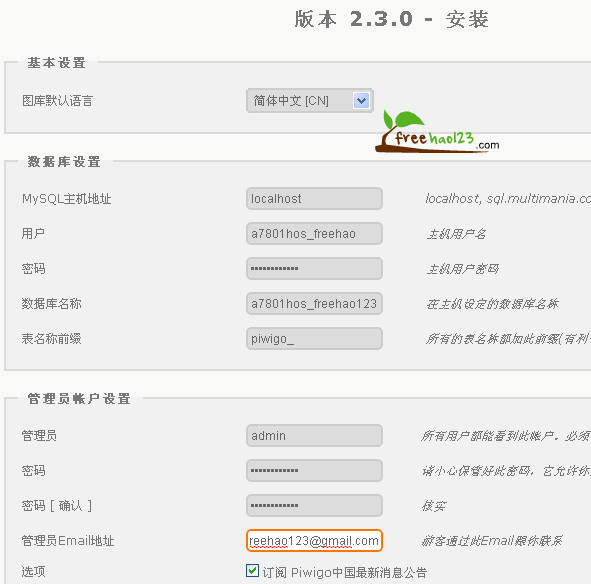 版本 2.3.0 - 安装
基本设置
图库默认语言 简体中文 [CN]
freehao123.com
数据库设置
MySQL主机地址 localhost localhost, sql.multimania.co
用户 a7801hos_freehao 主机用户名
密码 •••••••••••• 主机用户密码
数据库名称 a7801hos_freehao123 在主机设定的数据库名称
表名称前缀 piwigo_ 所有的表名称都加此前缀(有利
管理员帐户设置
管理员 admin 所有用户都能看到此帐户. 必须
密码 •••••••••••• 请小心保管好此密码, 它允许你
密码 [ 确认 ] •••••••••••• 核实
管理员Email地址 reehao123@gmail.com 游客通过此Email跟你联系
选项 订阅 Piwigo中国最新消息公告